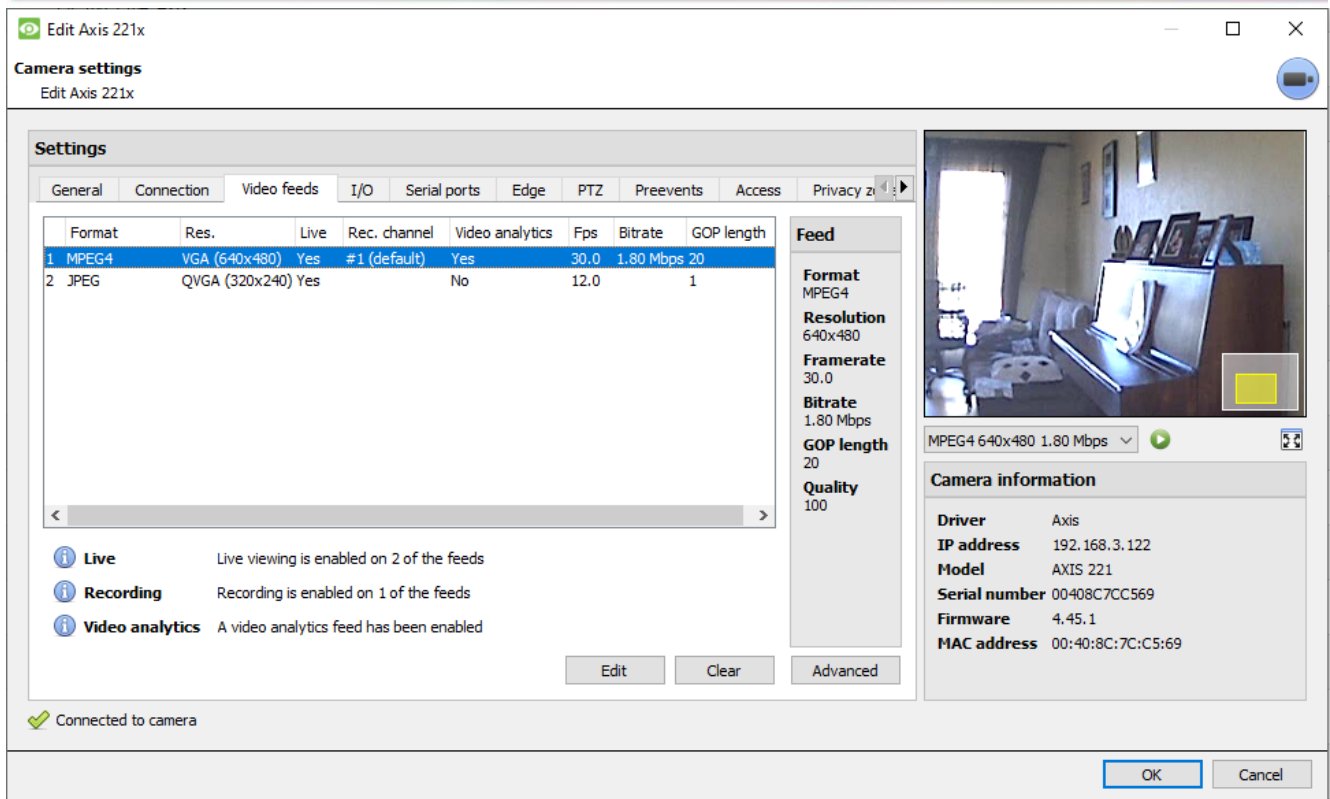 Edit Axis 221x
Camera settings
Edit Axis 221x
Settings
General Connection Video feeds I/O Serial ports Edge PTZ Preevents Access Privacy
Format Res. Live Rec. channel Video analytics Fps Bitrate GOP length
1 MPEG4 VGA (640x480) Yes #1 (default) Yes 30.0 1.80 Mbps 20
2 JPEG QVGA (320x240) Yes No 12.0 1
Live Live viewing is enabled on 2 of the feeds
Recording Recording is enabled on 1 of the feeds
Video analytics A video analytics feed has been enabled
Edit Clear Advanced
Feed
Format
MPEG4
Resolution
640x480
Framerate
30.0
Bitrate
1.80 Mbps
GOP length
20
Quality
100
MPEG4 640x480 1.80 Mbps
Camera information
Driver Axis
IP address 192.168.3.122
Model AXIS 221
Serial number 00408C7CC569
Firmware 4.45.1
MAC address 00:40:8C:7C:C5:69
Connected to camera
OK Cancel